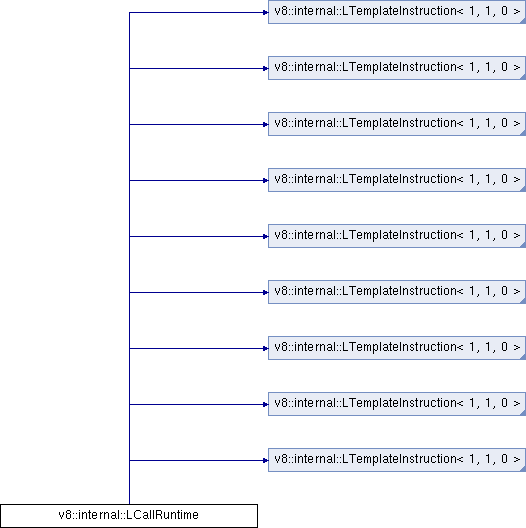 v8::internal::LTemplateInstruction< 1, 1, 0 >
v8::internal::LTemplateInstruction< 1, 1, 0 >
v8::internal::LTemplateInstruction< 1, 1, 0 >
v8::internal::LTemplateInstruction< 1, 1, 0 >
v8::internal::LTemplateInstruction< 1, 1, 0 >
v8::internal::LTemplateInstruction< 1, 1, 0 >
v8::internal::LTemplateInstruction< 1, 1, 0 >
v8::internal::LTemplateInstruction< 1, 1, 0 >
v8::internal::LTemplateInstruction< 1, 1, 0 >
v8::internal::LCallRuntime